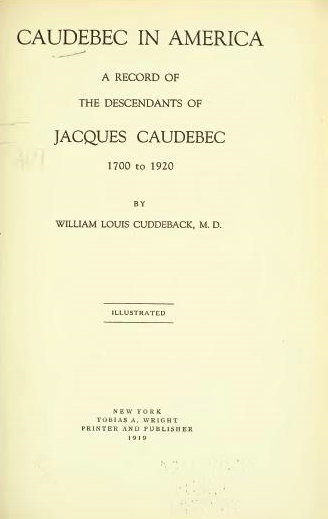 CAUDEBEC IN AMERICA
A RECORD OF
THE DESCENDANTS OF
JACQUES CAUDEBEC
1700 to 1920
BY
WILLIAM LOUIS CUDDEBACK, M. D.
ILLUSTRATED
NEW YORK
TOBIAS A. WRIGHT
PRINTER AND PUBLISHER
1919